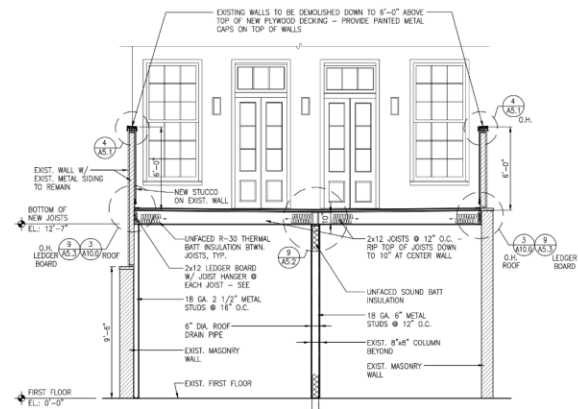 EXISTING WALLS TO BE DEMOLISHED DOWN TO 6'-0" ABOVE
TOP OF NEW PLYWOOD DECKING – PROVIDE PAINTED METAL
CAPS ON TOP OF WALLS
4
A5.1
O.H.
4
A5.1
6'-0"
6'-0"
EXIST. WALL W/
EXIST. METAL SIDING
TO REMAIN
NEW STUCCO
ON EXIST. WALL
BOTTOM OF
NEW JOISTS
EL.: 12'-7"
10"
O.H.
LEDGER
BOARD
9
A5.3
3
A10.0
ROOF
UNFACED R-30 THERMAL
BATT INSULATION BTWN.
JOISTS, TYP.
9
A5.2
2x12 JOISTS @ 12" O.C. –
RIP TOP OF JOISTS DOWN
TO 10" AT CENTER WALL
3
A10.0
9
A5.3
O.H.
ROOF
LEDGER
BOARD
2x12 LEDGER BOARD
W/ JOIST HANGER @
EACH JOIST – SEE
UNFACED SOUND BATT
INSULATION
18 GA. 2 1/2" METAL
STUDS @ 16" O.C.
18 GA. 6" METAL
STUDS @ 12" O.C.
9'-6"
6" DIA. ROOF
DRAIN PIPE
EXIST. 8"x8" COLUMN
BEYOND
EXIST. MASONRY
WALL
EXIST. MASONRY
WALL
FIRST FLOOR
EL.: 0'-0"
EXIST. FIRST FLOOR